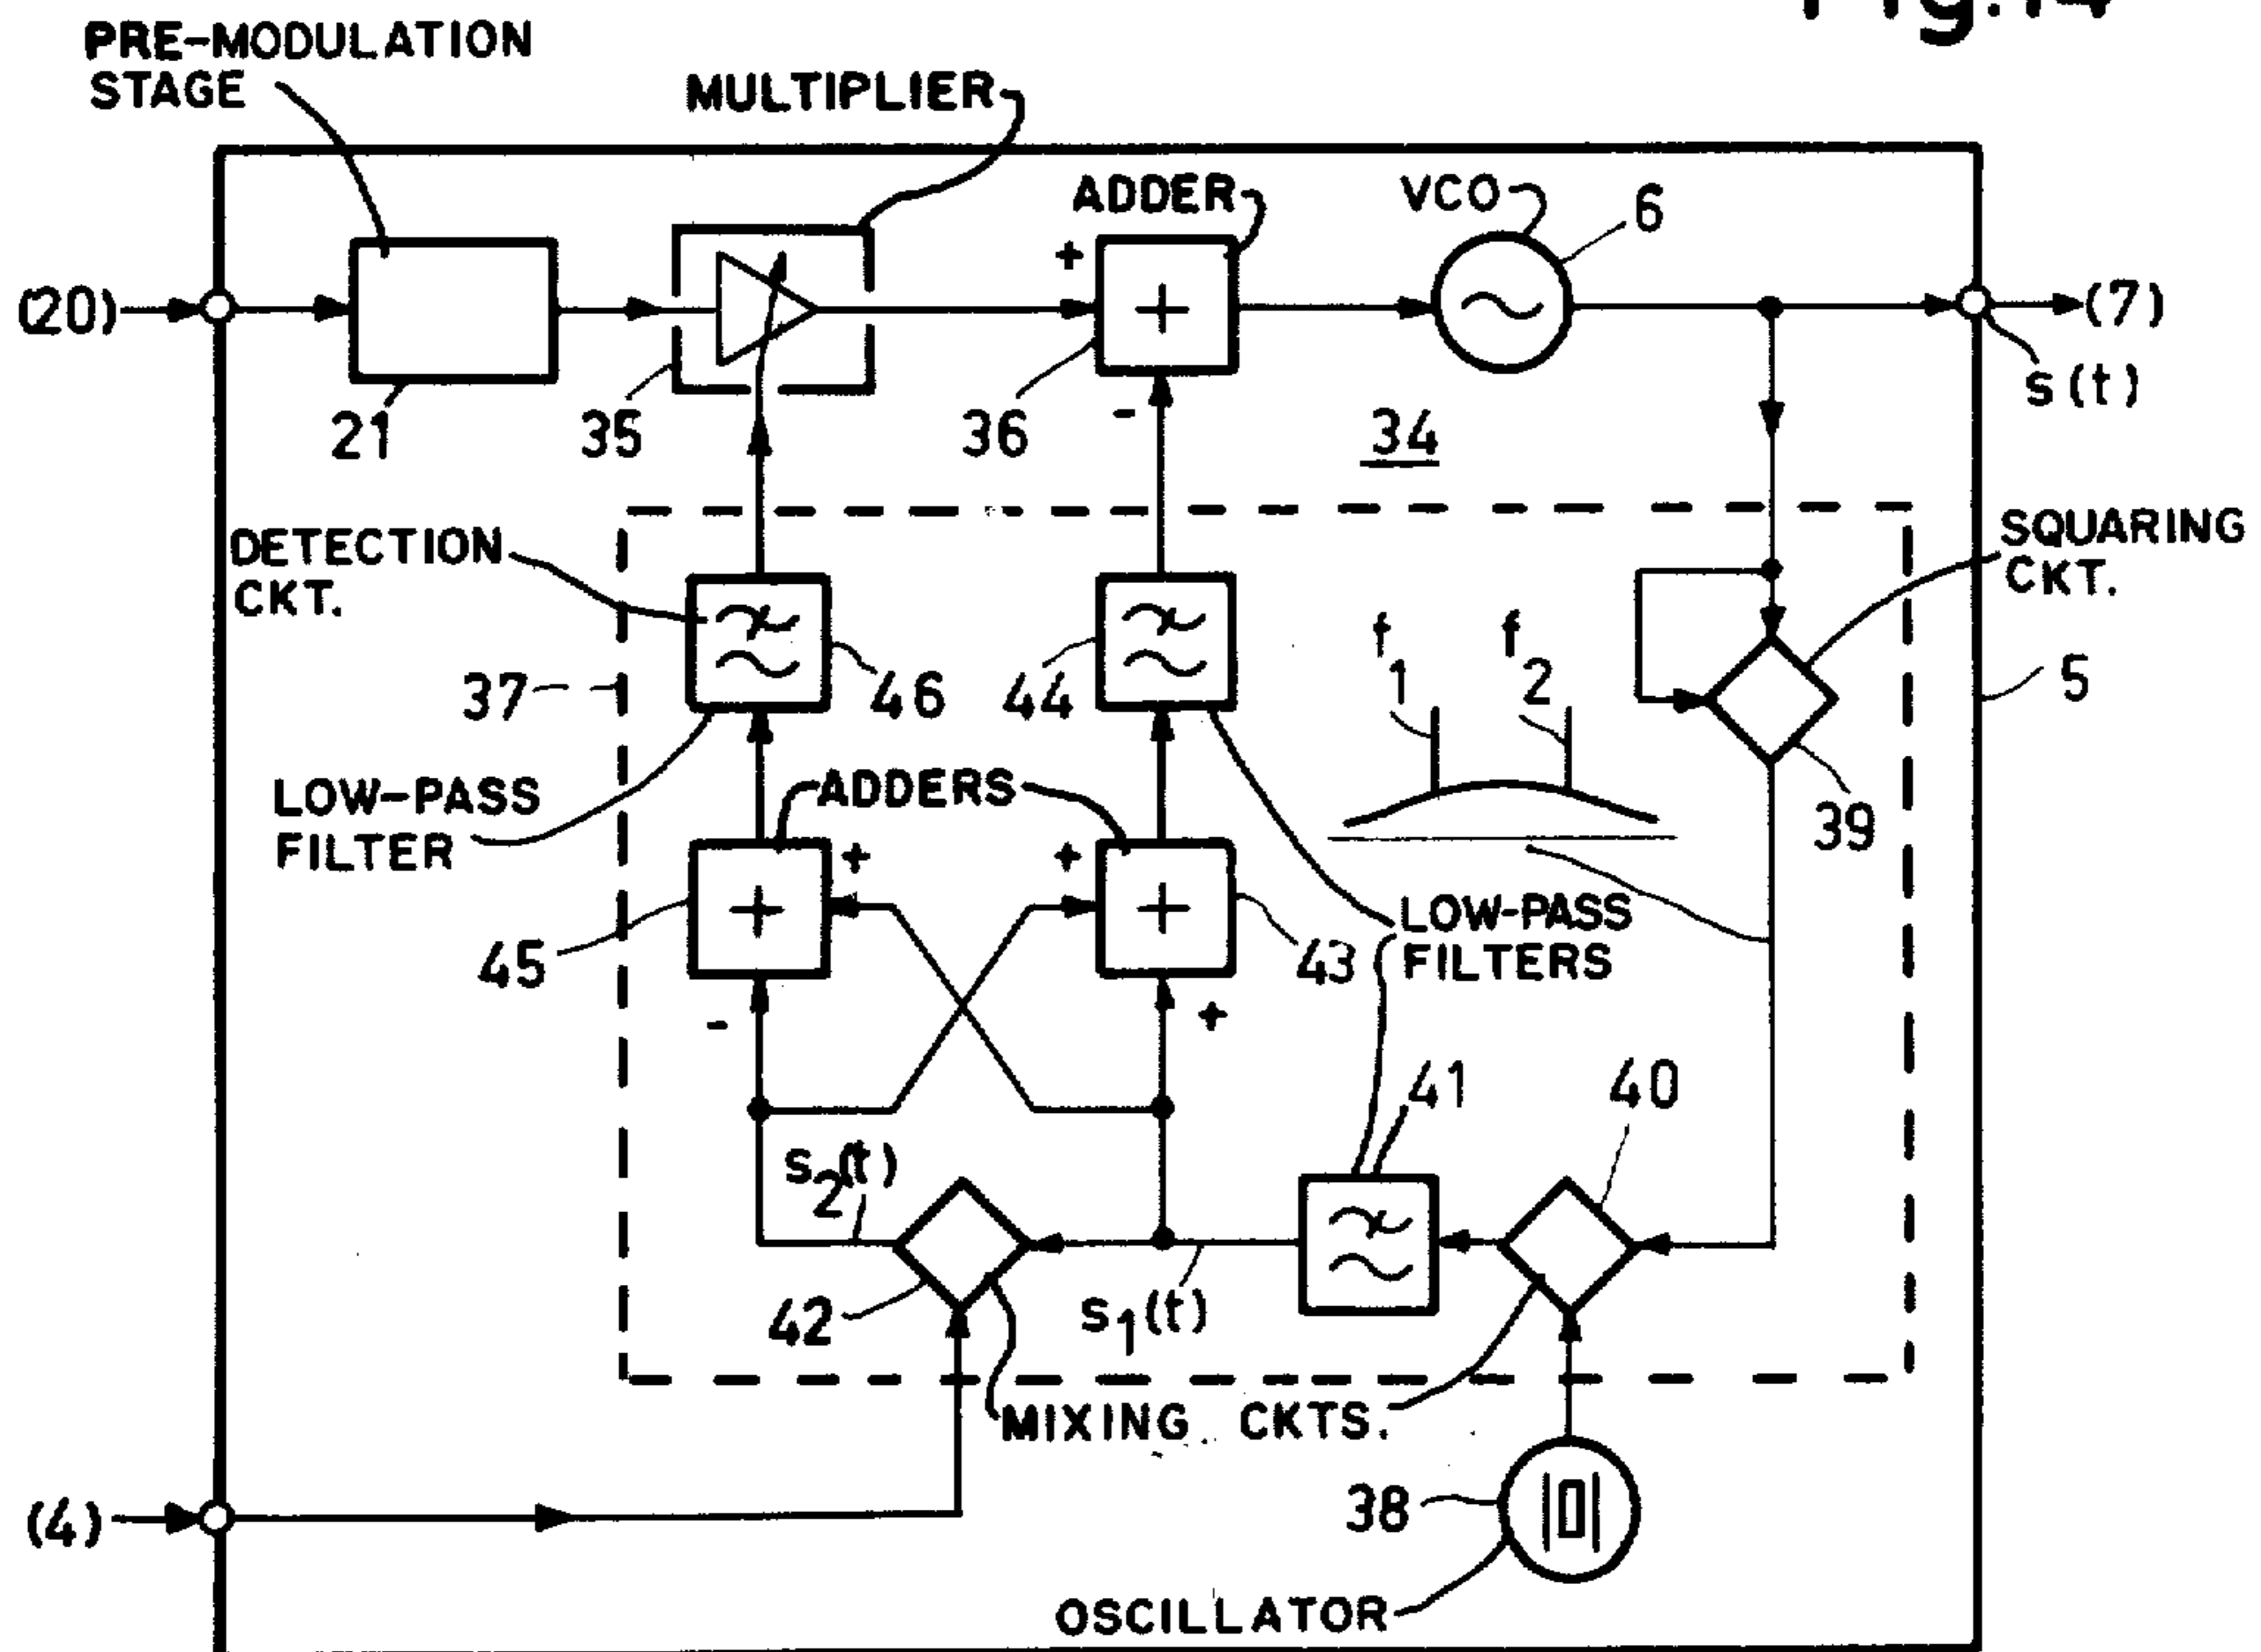 Fig.14
PRE-MODULATION
STAGE
MULTIPLIER
ADDER
VCO
6
+
(20)
+
(7)
s(t)
21
35
36
-
34
DETECTION
CKT.
SQUARING
CKT.
37
46
44
f1
f2
5
LOW-PASS
FILTER
ADDERS
39
+
+
+
+
45
43
LOW-PASS
FILTERS
-
+
41
40
s2(t)
42
s1(t)
MIXING CKTS.
(4)
38
OSCILLATOR